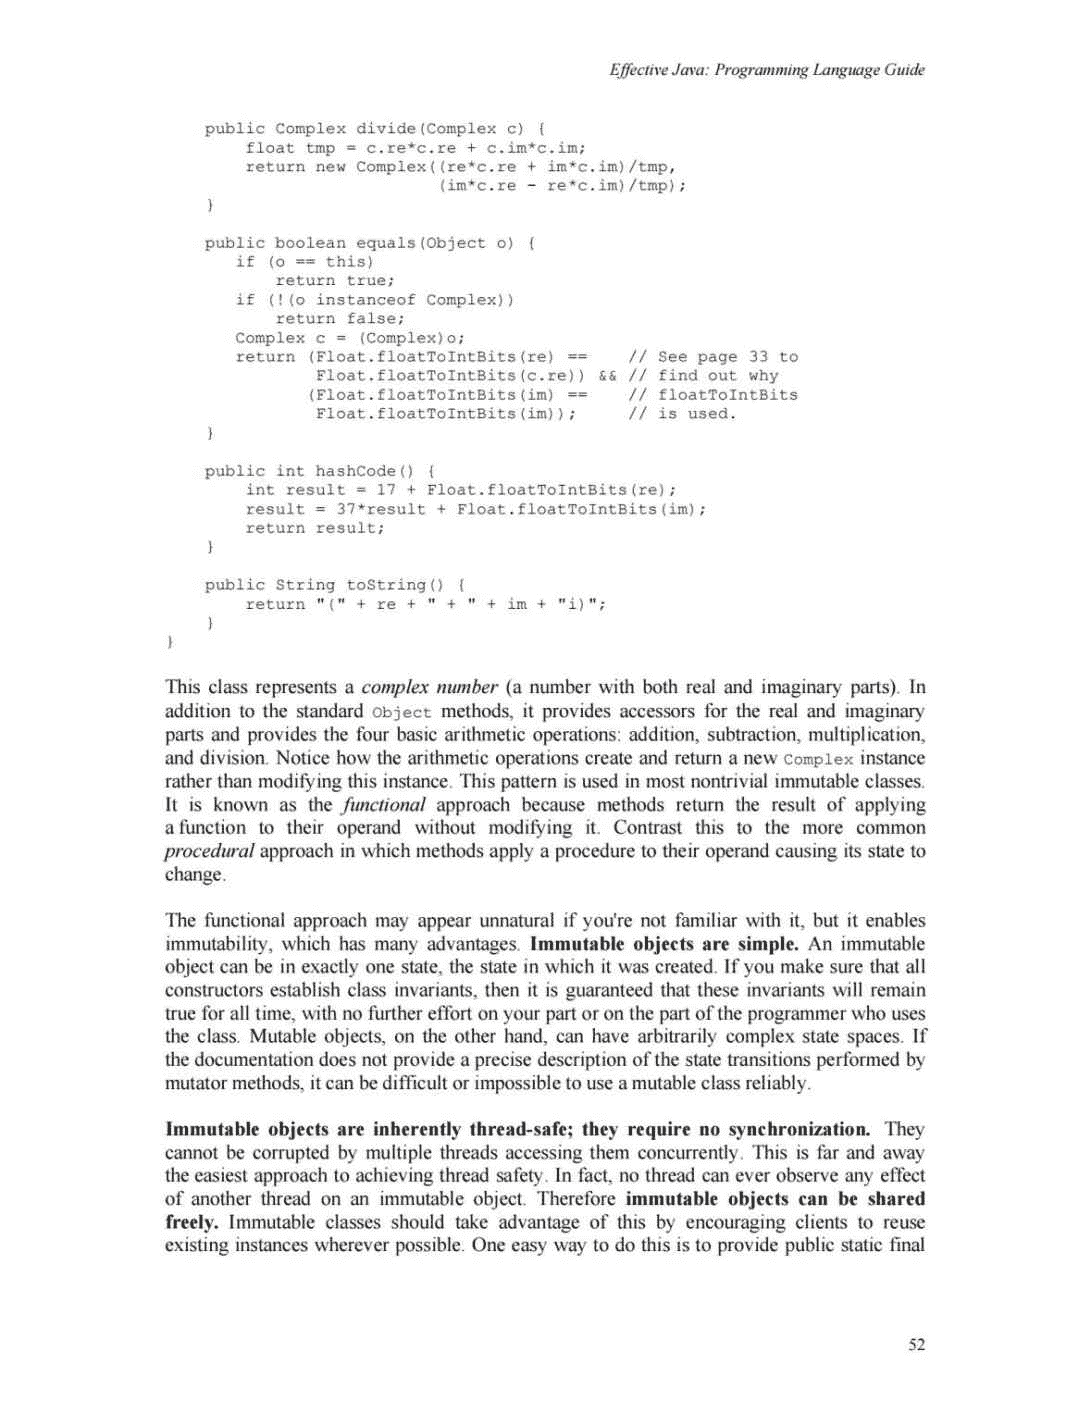 Effective Java: Programming Language Guide
public Complex divide(Complex c) {
float tmp = c.re*c.re + c.im*c.im;
return new Complex((re*c.re + im*c.im)/tmp,
(im*c.re - re*c.im)/tmp);
}
public boolean equals(Object o) {
if (o == this)
return true;
if (!(o instanceof Complex))
return false;
Complex c = (Complex)o;
return (Float.floatToIntBits(re) == // See page 33 to
Float.floatToIntBits(c.re)) && // find out why
(Float.floatToIntBits(im) == // floatToIntBits
Float.floatToIntBits(im)); // is used.
}
public int hashCode() {
int result = 17 + Float.floatToIntBits(re);
result = 37*result + Float.floatToIntBits(im);
return result;
}
public String toString() {
return "(" + re + " + " + im + "i)";
}
}
This class represents a complex number (a number with both real and imaginary parts). In
addition to the standard Object methods, it provides accessors for the real and imaginary
parts and provides the four basic arithmetic operations: addition, subtraction, multiplication,
and division. Notice how the arithmetic operations create and return a new Complex instance
rather than modifying this instance. This pattern is used in most nontrivial immutable classes.
It is known as the functional approach because methods return the result of applying
a function to their operand without modifying it. Contrast this to the more common
procedural approach in which methods apply a procedure to their operand causing its state to
change.
The functional approach may appear unnatural if you're not familiar with it, but it enables
immutability, which has many advantages. Immutable objects are simple. An immutable
object can be in exactly one state, the state in which it was created. If you make sure that all
constructors establish class invariants, then it is guaranteed that these invariants will remain
true for all time, with no further effort on your part or on the part of the programmer who uses
the class. Mutable objects, on the other hand, can have arbitrarily complex state spaces. If
the documentation does not provide a precise description of the state transitions performed by
mutator methods, it can be difficult or impossible to use a mutable class reliably.
Immutable objects are inherently thread-safe; they require no synchronization. They
cannot be corrupted by multiple threads accessing them concurrently. This is far and away
the easiest approach to achieving thread safety. In fact, no thread can ever observe any effect
of another thread on an immutable object. Therefore immutable objects can be shared
freely. Immutable classes should take advantage of this by encouraging clients to reuse
existing instances wherever possible. One easy way to do this is to provide public static final
52